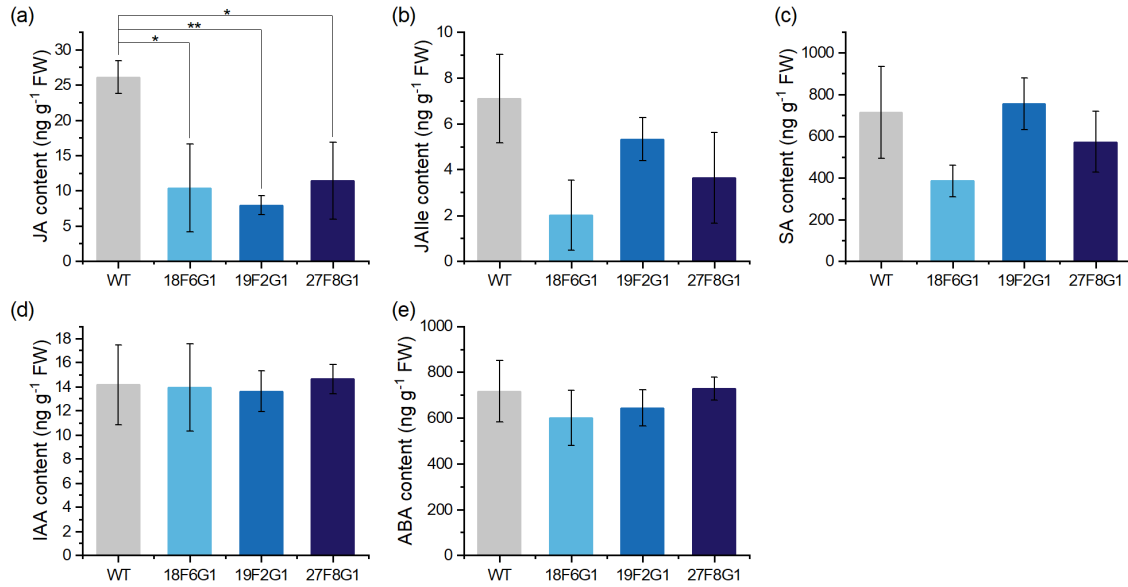 (a)
JA content (ng g⁻¹ FW)
*
**
*
30
25
20
15
10
5
0
WT 18F6G1 19F2G1 27F8G1
(b)
JAIle content (ng g⁻¹ FW)
10
8
6
4
2
0
WT 18F6G1 19F2G1 27F8G1
(c)
SA content (ng g⁻¹ FW)
1000
800
600
400
200
0
WT 18F6G1 19F2G1 27F8G1
(d)
IAA content (ng g⁻¹ FW)
18
16
14
12
10
8
6
4
2
0
WT 18F6G1 19F2G1 27F8G1
(e)
ABA content (ng g⁻¹ FW)
1000
800
600
400
200
0
WT 18F6G1 19F2G1 27F8G1